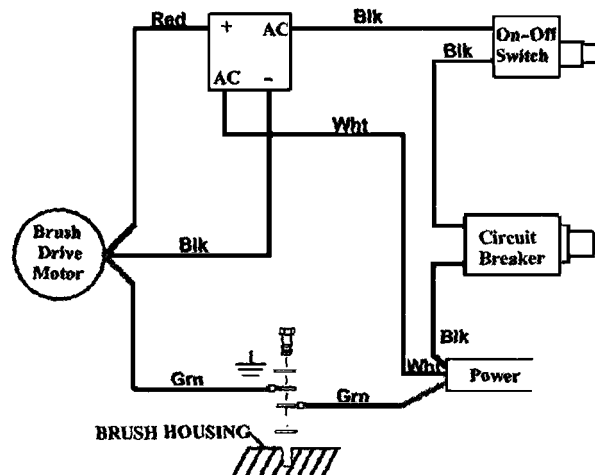 Red
Blk
+ AC
AC -
On-Off
Switch
Blk
Wht
Brush
Drive
Motor
Blk
Circuit
Breaker
Blk
Wht
Power
Grn
Grn
BRUSH HOUSING